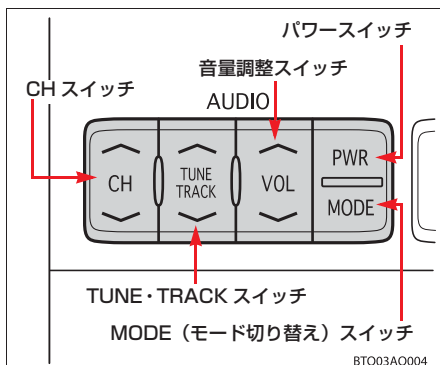 パワースイッチ
音量調整スイッチ
CH スイッチ
AUDIO
CH
TUNE
TRACK
VOL
PWR
MODE
TUNE・TRACK スイッチ
MODE（モード切り替え）スイッチ
BTO03AO004